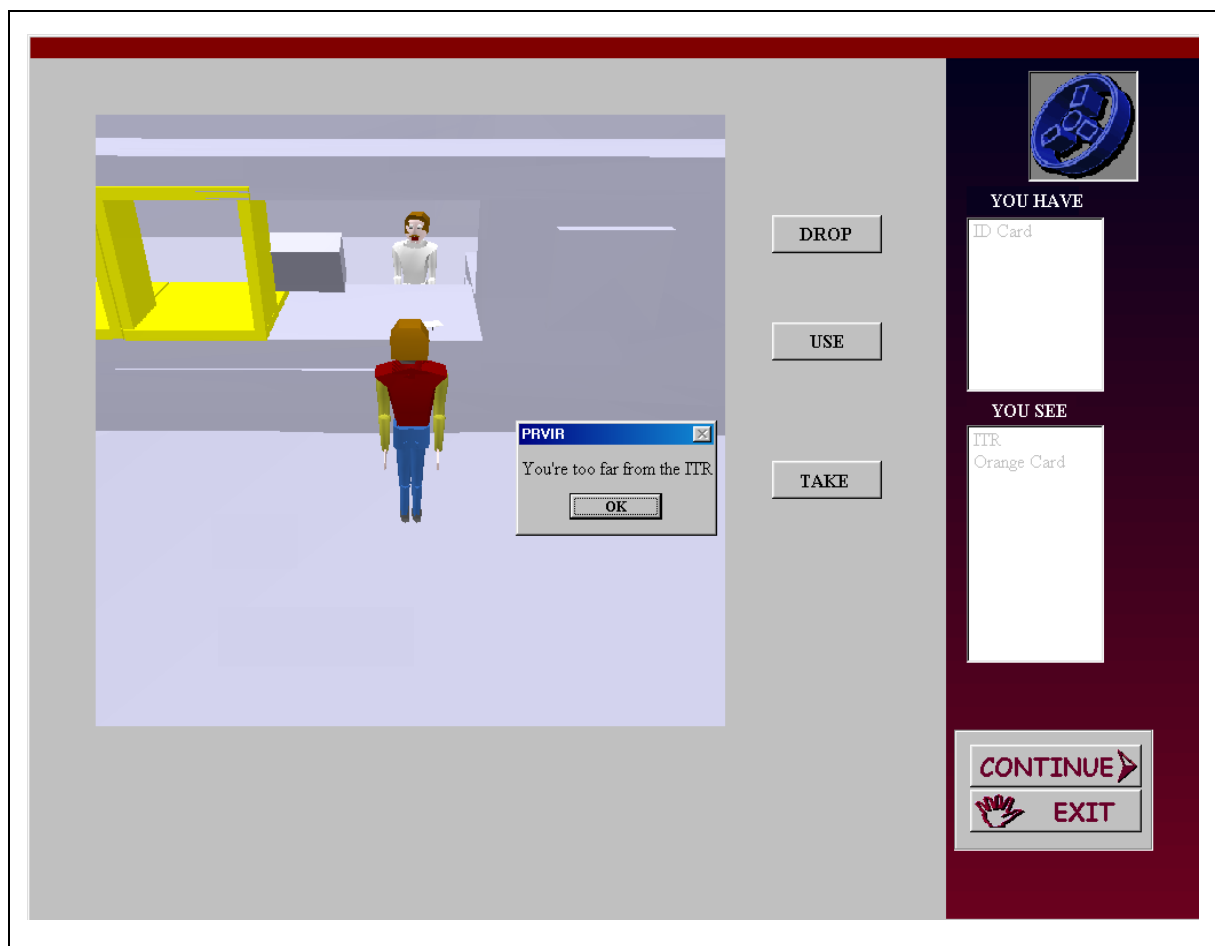 YOU HAVE
ID Card
DROP
USE
YOU SEE
ITR
Orange Card
PRVIR
You're too far from the ITR
OK
TAKE
CONTINUE
EXIT